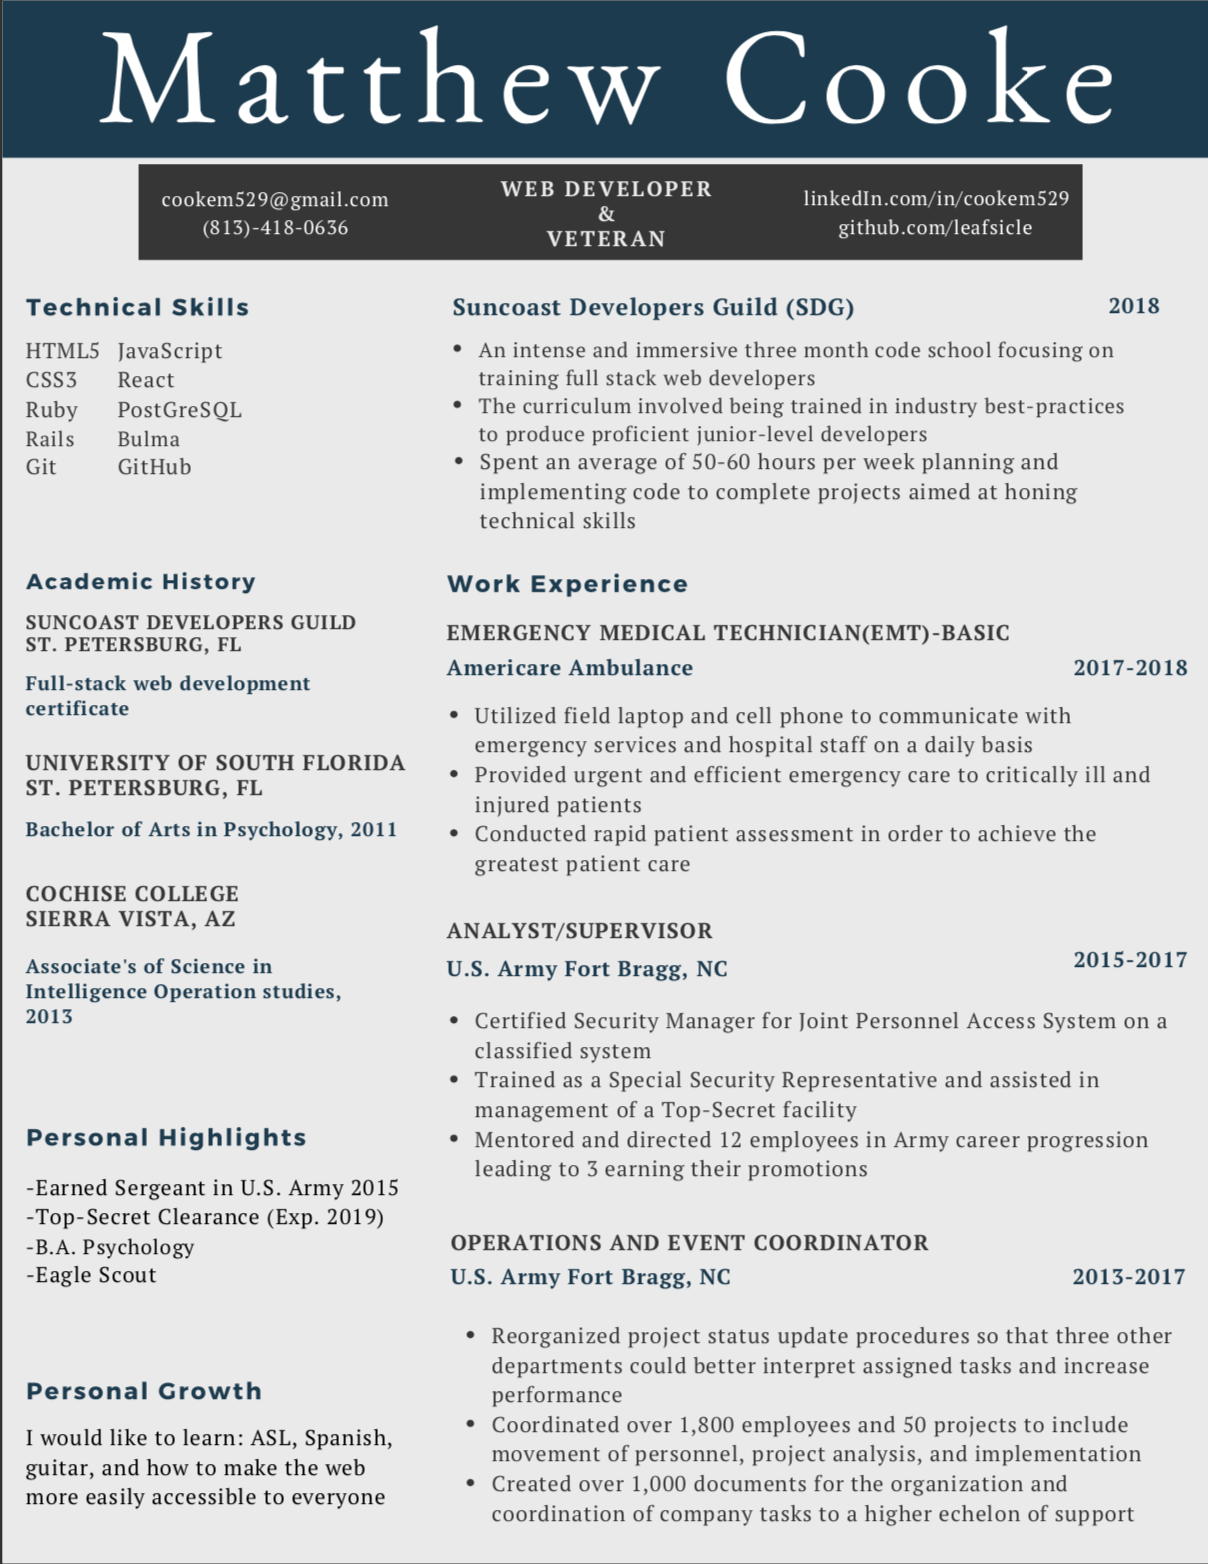 Matthew Cooke
cookem529@gmail.com
(813)-418-0636
WEB DEVELOPER
&
VETERAN
linkedIn.com/in/cookem529
github.com/leafsicle
Technical Skills
HTML5 JavaScript
CSS3 React
Ruby PostGreSQL
Rails Bulma
Git GitHub
Academic History
SUNCOAST DEVELOPERS GUILD
ST. PETERSBURG, FL
Full-stack web development
certificate
UNIVERSITY OF SOUTH FLORIDA
ST. PETERSBURG, FL
Bachelor of Arts in Psychology, 2011
COCHISE COLLEGE
SIERRA VISTA, AZ
Associate's of Science in
Intelligence Operation studies,
2013
Personal Highlights
-Earned Sergeant in U.S. Army 2015
-Top-Secret Clearance (Exp. 2019)
-B.A. Psychology
-Eagle Scout
Personal Growth
I would like to learn: ASL, Spanish,
guitar, and how to make the web
more easily accessible to everyone
Suncoast Developers Guild (SDG) 2018
• An intense and immersive three month code school focusing on
training full stack web developers
• The curriculum involved being trained in industry best-practices
to produce proficient junior-level developers
• Spent an average of 50-60 hours per week planning and
implementing code to complete projects aimed at honing
technical skills
Work Experience
EMERGENCY MEDICAL TECHNICIAN(EMT)-BASIC
Americare Ambulance 2017-2018
• Utilized field laptop and cell phone to communicate with
emergency services and hospital staff on a daily basis
• Provided urgent and efficient emergency care to critically ill and
injured patients
• Conducted rapid patient assessment in order to achieve the
greatest patient care
ANALYST/SUPERVISOR
U.S. Army Fort Bragg, NC 2015-2017
• Certified Security Manager for Joint Personnel Access System on a
classified system
• Trained as a Special Security Representative and assisted in
management of a Top-Secret facility
• Mentored and directed 12 employees in Army career progression
leading to 3 earning their promotions
OPERATIONS AND EVENT COORDINATOR
U.S. Army Fort Bragg, NC 2013-2017
• Reorganized project status update procedures so that three other
departments could better interpret assigned tasks and increase
performance
• Coordinated over 1,800 employees and 50 projects to include
movement of personnel, project analysis, and implementation
• Created over 1,000 documents for the organization and
coordination of company tasks to a higher echelon of support